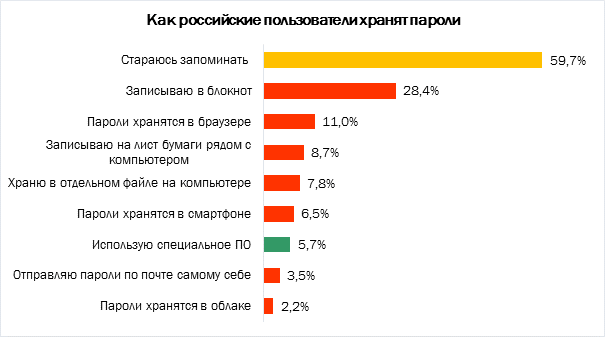 Как российские пользователи хранят пароли
Стараюсь запоминать 59,7%
Записываю в блокнот 28,4%
Пароли хранятся в браузере 11,0%
Записываю на лист бумаги рядом с
компьютером 8,7%
Храню в отдельном файле на компьютере 7,8%
Пароли хранятся в смартфоне 6,5%
Использую специальное ПО 5,7%
Отправляю пароли по почте самому себе 3,5%
Пароли хранятся в облаке 2,2%